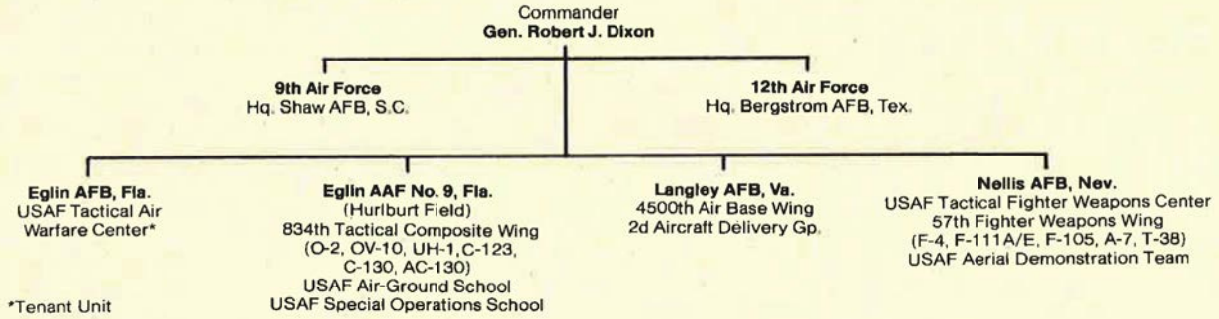 Commander
Gen. Robert J. Dixon
9th Air Force
Hq. Shaw AFB, S.C.
12th Air Force
Hq. Bergstrom AFB, Tex.
Eglin AFB, Fla.
USAF Tactical Air
Warfare Center*
Eglin AAF No. 9, Fla.
(Hurlburt Field)
834th Tactical Composite Wing
(O-2, OV-10, UH-1, C-123,
C-130, AC-130)
USAF Air-Ground School
USAF Special Operations School
Langley AFB, Va.
4500th Air Base Wing
2d Aircraft Delivery Gp.
Nellis AFB, Nev.
USAF Tactical Fighter Weapons Center
57th Fighter Weapons Wing
(F-4, F-111A/E, F-105, A-7, T-38)
USAF Aerial Demonstration Team
*Tenant Unit